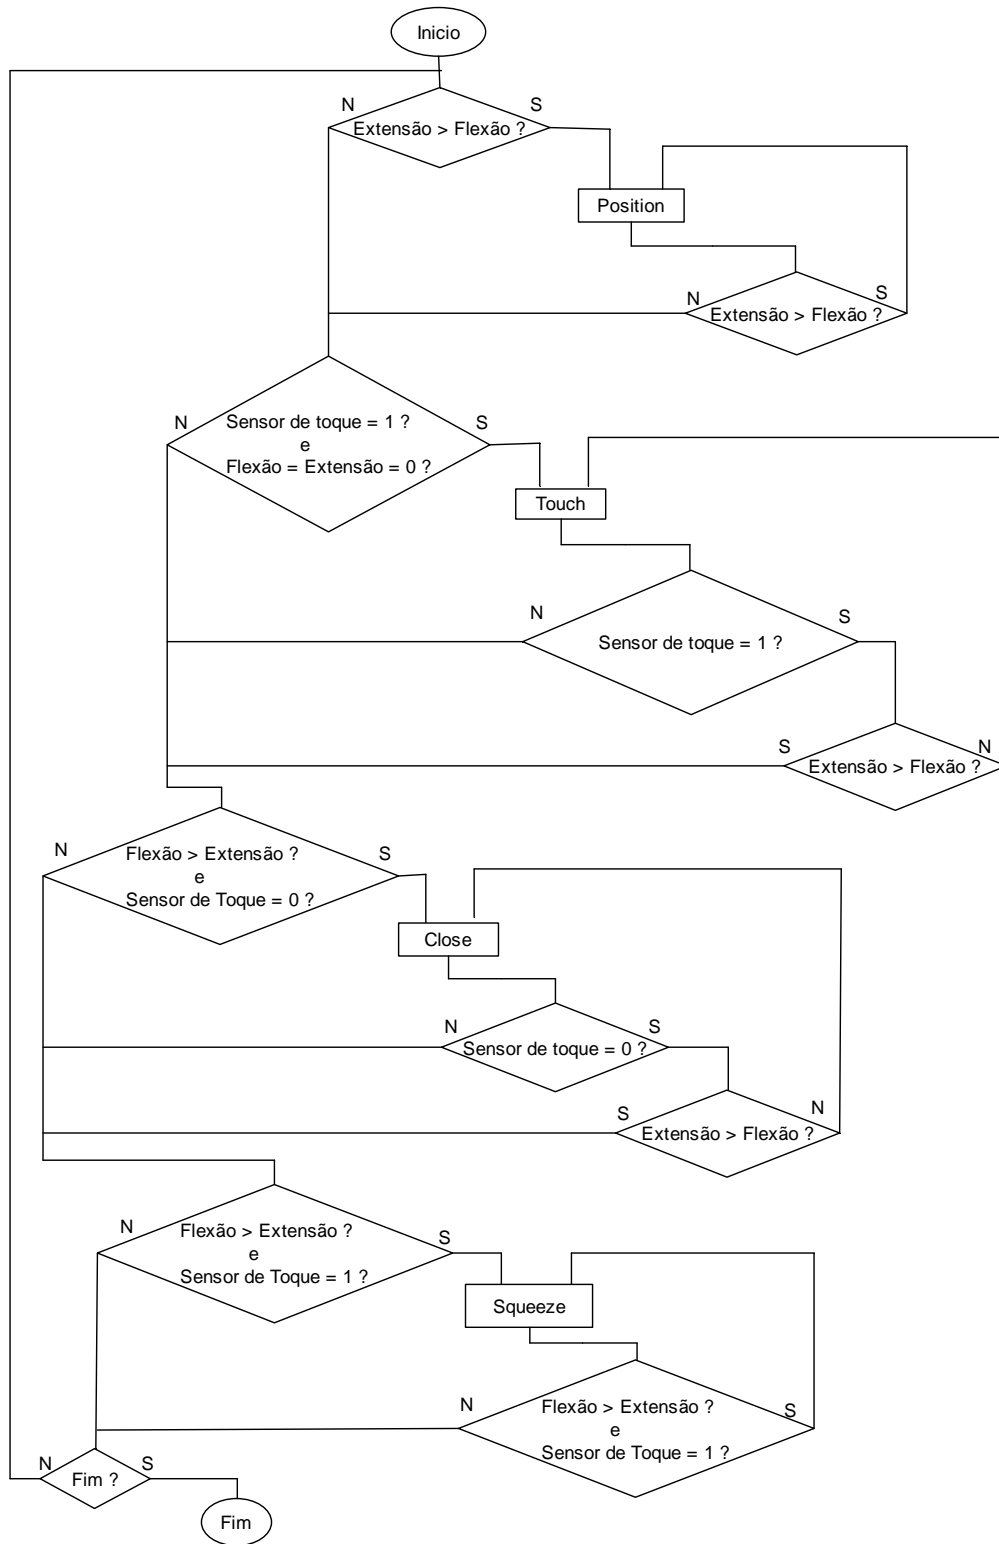 Inicio
N
S
Extensão > Flexão ?
Position
N
S
Extensão > Flexão ?
N
S
Sensor de toque = 1 ?
e
Flexão = Extensão = 0 ?
Touch
N
S
Sensor de toque = 1 ?
S
N
Extensão > Flexão ?
N
S
Flexão > Extensão ?
e
Sensor de Toque = 0 ?
Close
N
S
Sensor de toque = 0 ?
S
N
Extensão > Flexão ?
N
S
Flexão > Extensão ?
e
Sensor de Toque = 1 ?
Squeeze
N
S
Flexão > Extensão ?
e
Sensor de Toque = 1 ?
N
S
Fim ?
Fim